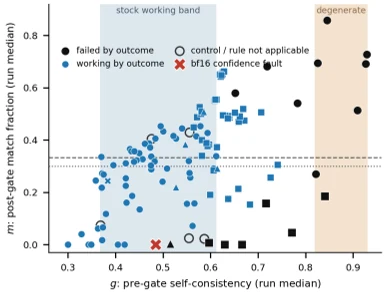 stock working band
degenerate
failed by outcome
control / rule not applicable
working by outcome
bf16 confidence fault
m: post-gate match fraction (run median)
0.8
0.6
0.4
0.2
0.0
0.3 0.4 0.5 0.6 0.7 0.8 0.9
g: pre-gate self-consistency (run median)